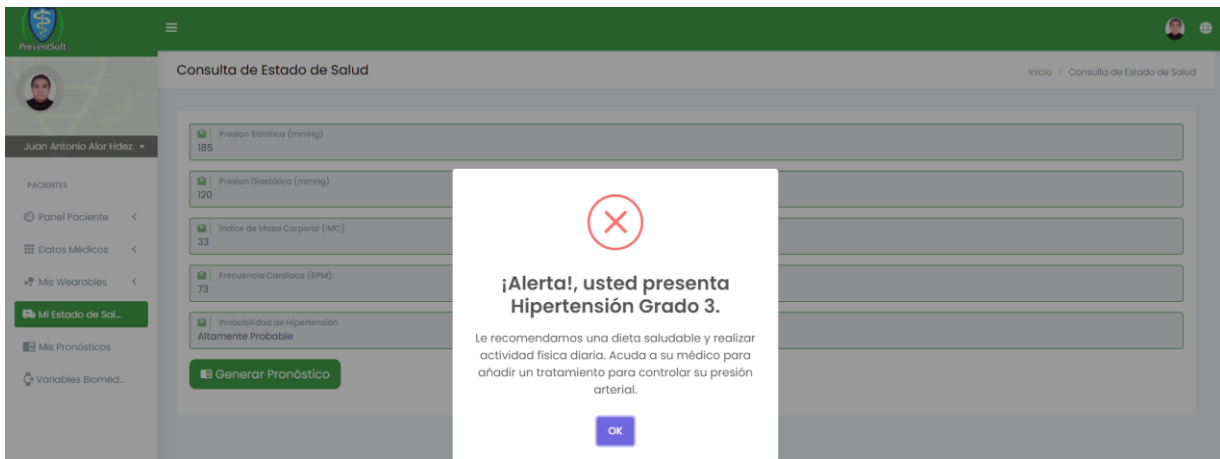 PreventSoft
Consulta de Estado de Salud
Inicio > Consulta de Estado de Salud
Juan Antonio Alor Hdez.
PACIENTES
Panel Paciente
Datos Médicos
Mis Wearables
Mi Estado de Sal...
Mis Pronósticos
Variables Bioméd...
Presion Sistólica (mmHg)
185
Presion Diastólica (mmHg)
120
Índice de Masa Corporal (IMC)
33
Frecuencia Cardiaca (BPM):
73
Probabilidad de Hipertensión
Altamente Probable
Generar Pronóstico
¡Alerta!, usted presenta
Hipertensión Grado 3.
Le recomendamos una dieta saludable y realizar
actividad física diaria. Acuda a su médico para
añadir un tratamiento para controlar su presión
arterial.
OK